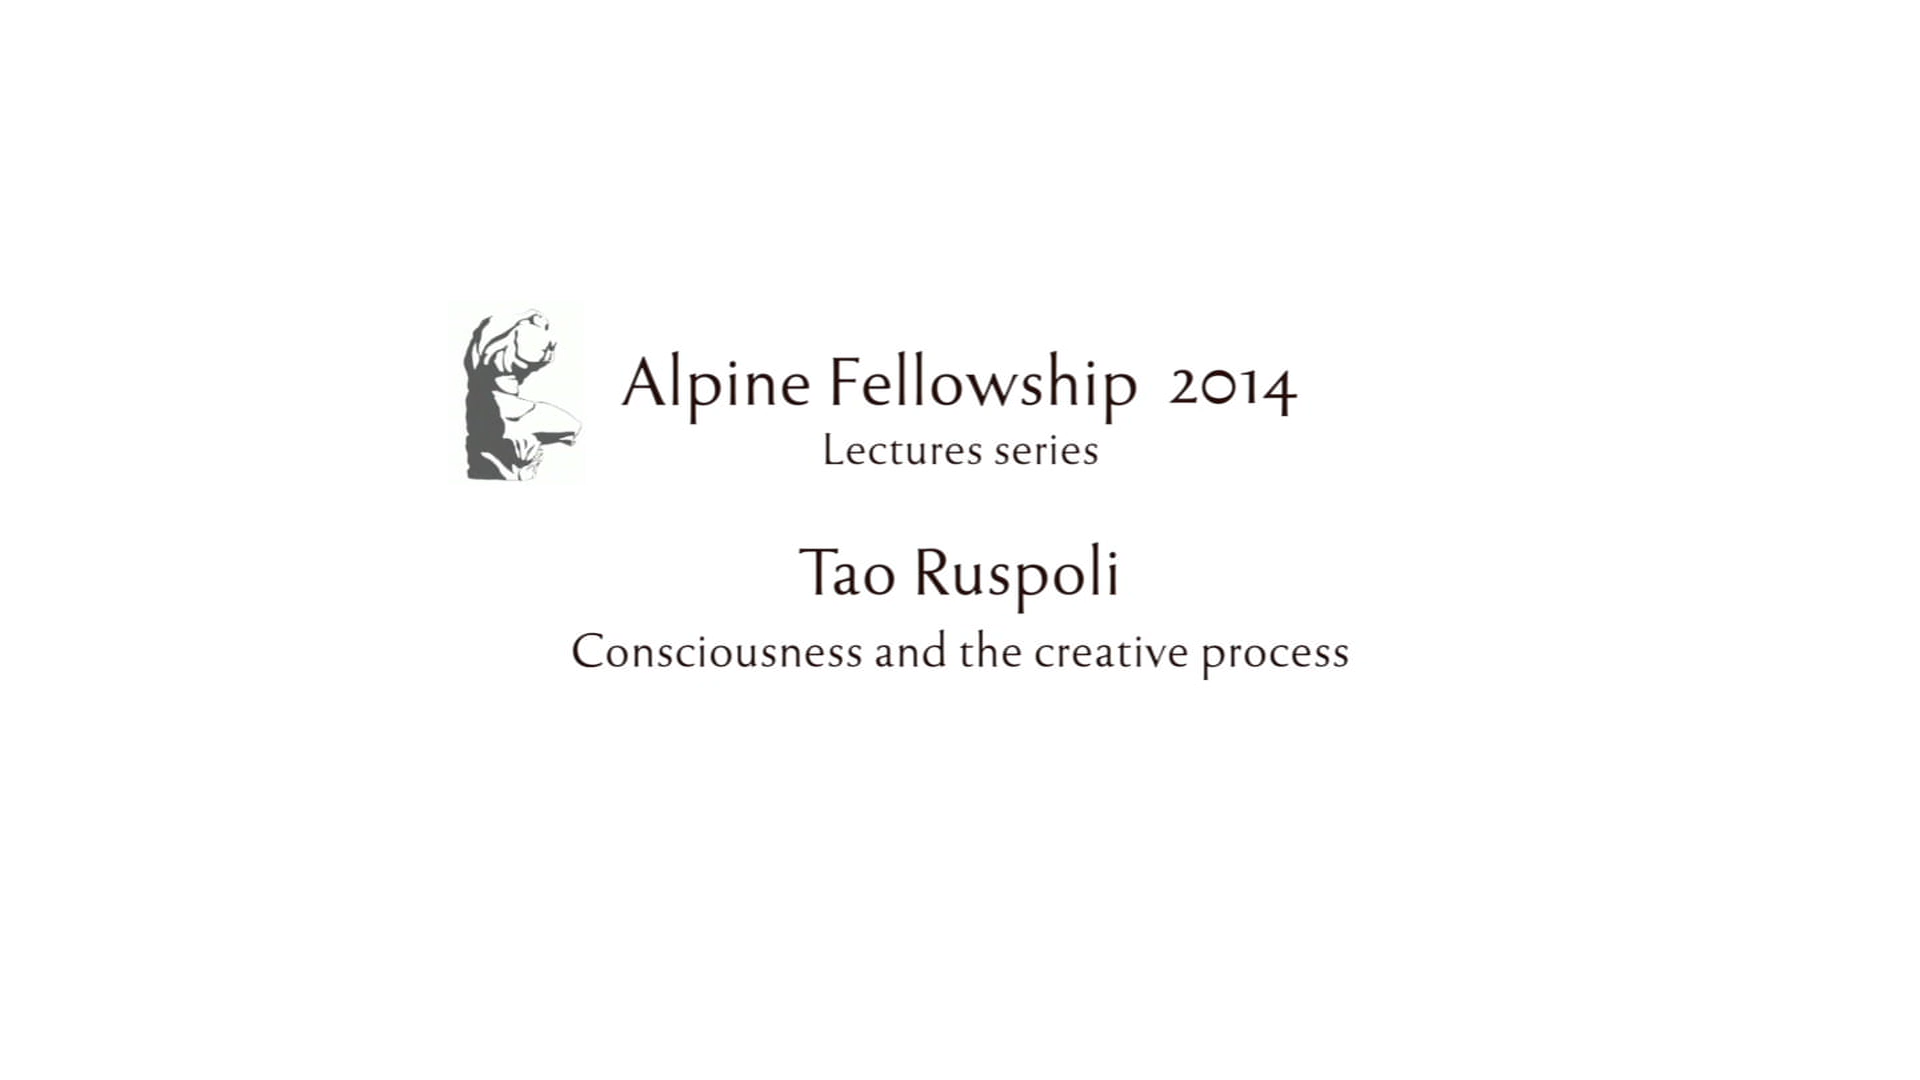 Alpine Fellowship 2014
Lectures series
Tao Ruspoli
Consciousness and the creative process